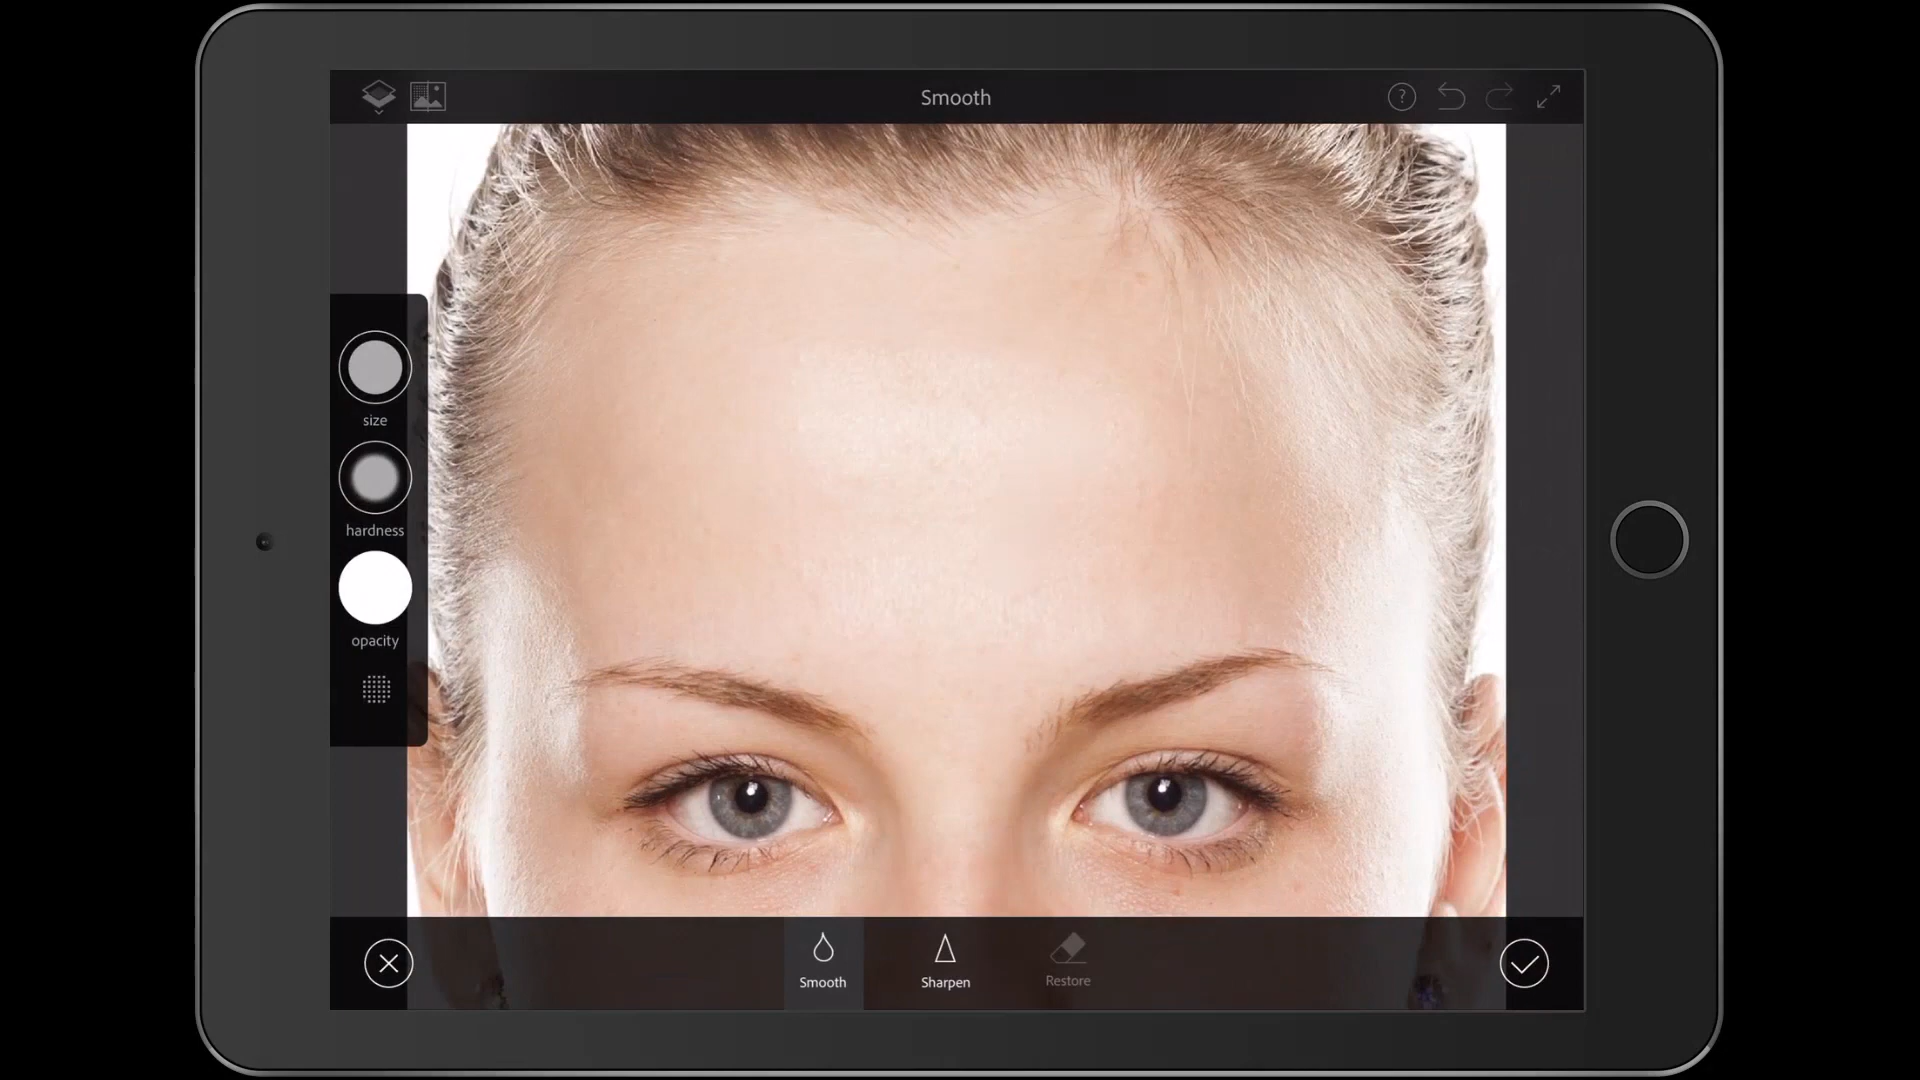 Smooth
?
size
hardness
opacity
Smooth
Sharpen
Restore